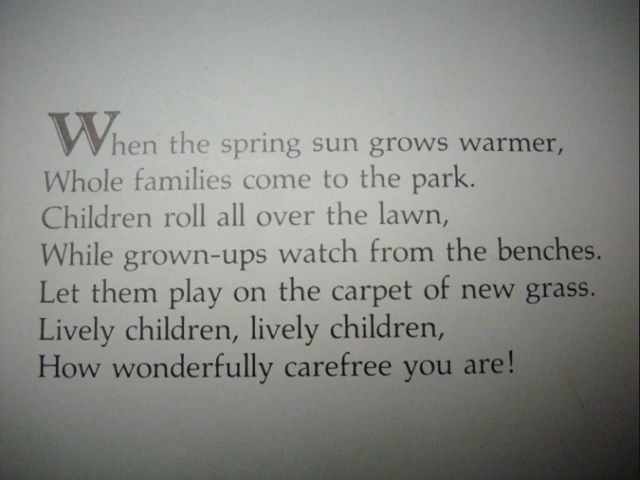 When the spring sun grows warmer,
Whole families come to the park.
Children roll all over the lawn,
While grown-ups watch from the benches.
Let them play on the carpet of new grass.
Lively children, lively children,
How wonderfully carefree you are!